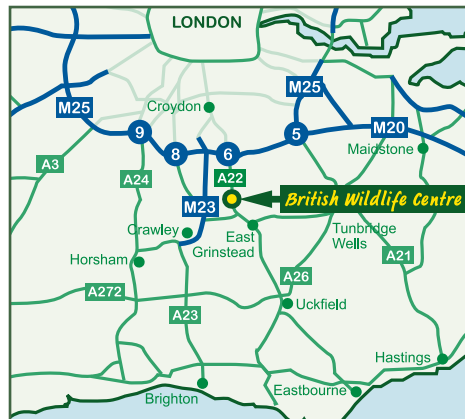 LONDON
M25
M25
Croydon
9
8
6
5
M20
Maidstone
A3
A24
A22
M23
British Wildlife Centre
Crawley
East
Grinstead
Tunbridge
Wells
Horsham
A21
A26
A272
A23
Uckfield
Hastings
Brighton
Eastbourne